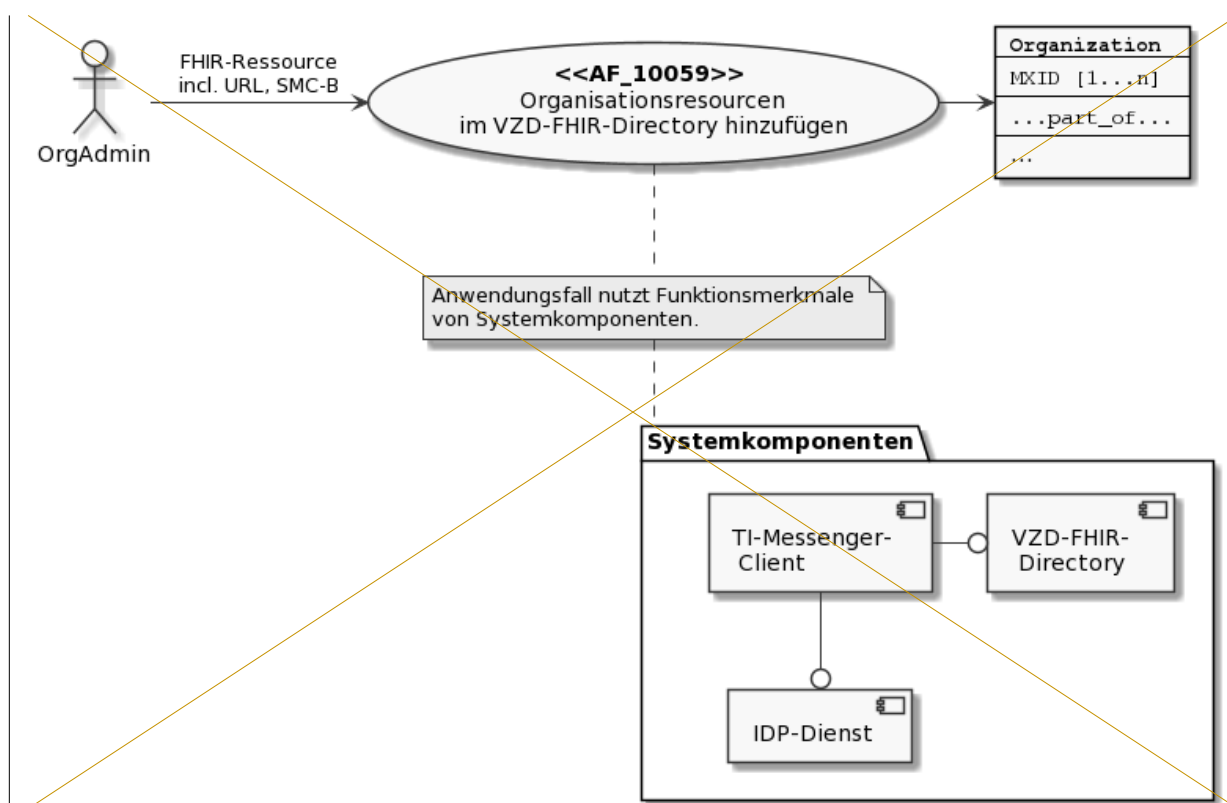 FHIR-Ressource
incl. URL, SMC-B
OrgAdmin
<<AF_10059>>
Organisationsresourcen
im VZD-FHIR-Directory hinzufügen
Organization
MXID [1...n]
...part_of...
...
Anwendungsfall nutzt Funktionsmerkmale
von Systemkomponenten.
Systemkomponenten
TI-Messenger-
Client
VZD-FHIR-
Directory
IDP-Dienst